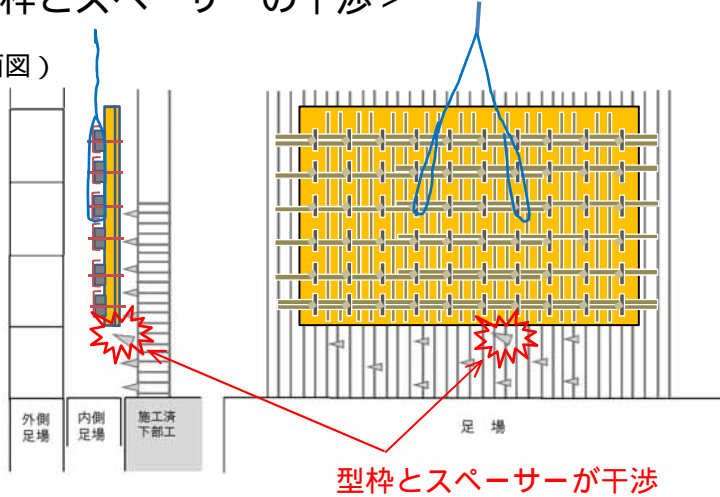 枠とスペーサーの干渉>
面図)
外側
足場
内側
足場
施工済
下部工
足 場
型枠とスペーサーが干渉